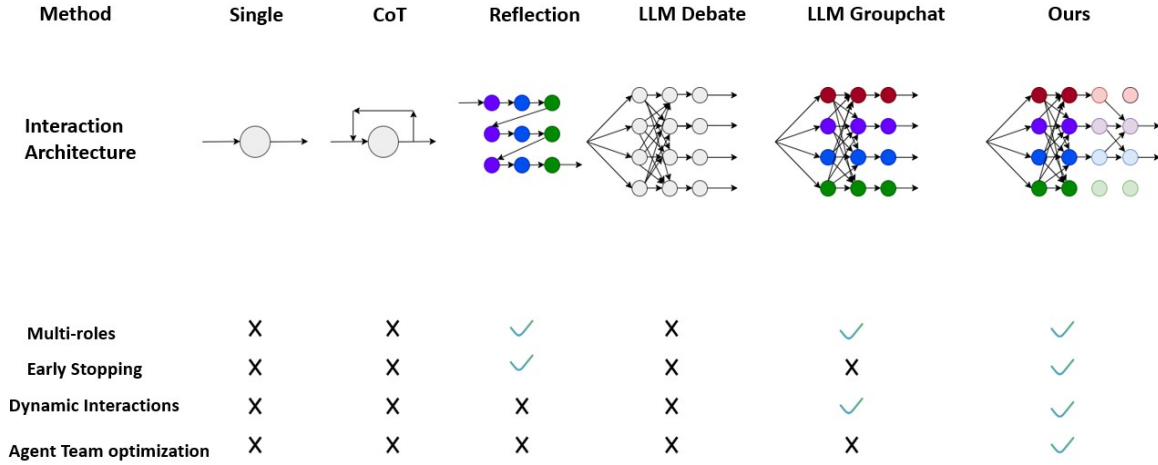 Method Single CoT Reflection LLM Debate LLM Groupchat Ours
Interaction
Architecture
Multi-roles X X ✓ X ✓ ✓
Early Stopping X X ✓ X X ✓
Dynamic Interactions X X X X ✓ ✓
Agent Team optimization X X X X X ✓